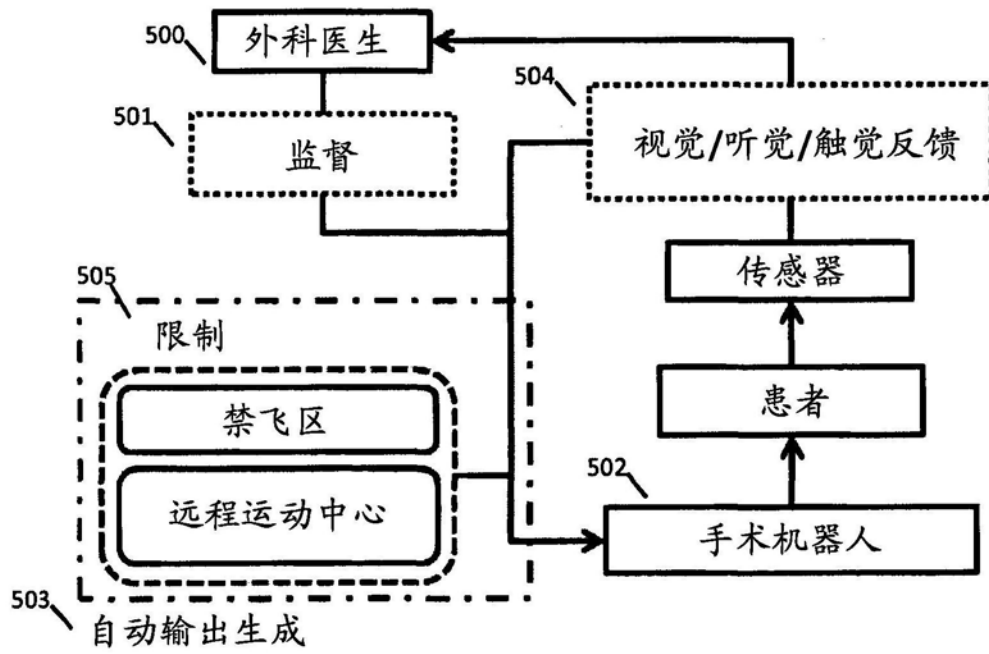 500
外科医生
501
监督
504
视觉/听觉/触觉反馈
传感器
505
限制
禁飞区
远程运动中心
患者
502
手术机器人
503
自动输出生成